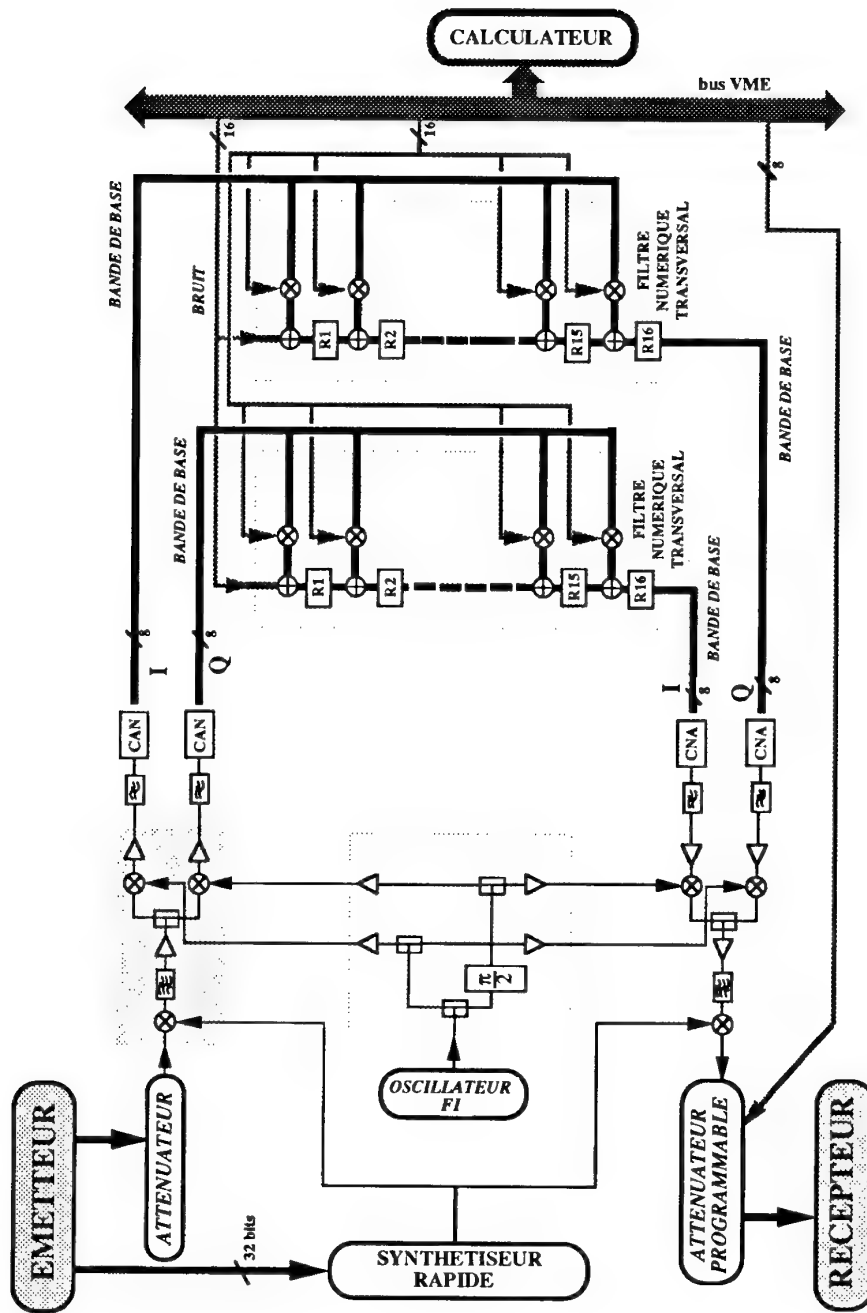 CALCULATEUR
bus VME
16
16
8
BANDE DE BASE
BRUIT
R1
R2
R15
R16
FILTRE
NUMERIQUE
TRANSVERSAL
BANDE DE BASE
BANDE DE BASE
R1
R2
R15
R16
FILTRE
NUMERIQUE
TRANSVERSAL
BANDE DE BASE
8
I
8
Q
I
8
Q
8
CAN
CAN
CNA
CNA
π
2
OSCILLATEUR
FI
EMETTEUR
ATTENUATEUR
32 bits
SYNTHETISEUR
RAPIDE
ATTENUATEUR
PROGRAMMABLE
RECEPTEUR